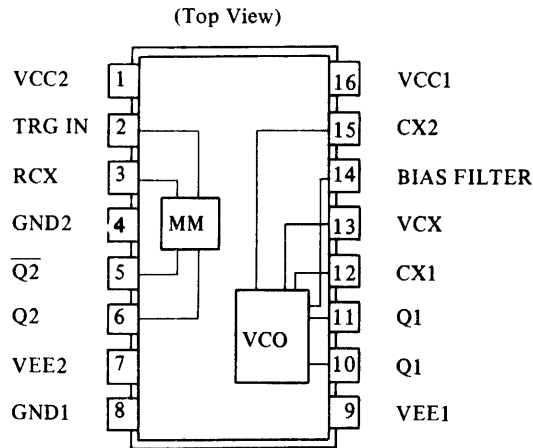 (Top View)
VCC2 1 16 VCC1
TRG IN 2 15 CX2
RCX 3 14 BIAS FILTER
GND2 4 MM 13 VCX
Q2 5 12 CX1
Q2 6 VCO 11 Q1
VEE2 7 10 Q1
GND1 8 9 VEE1